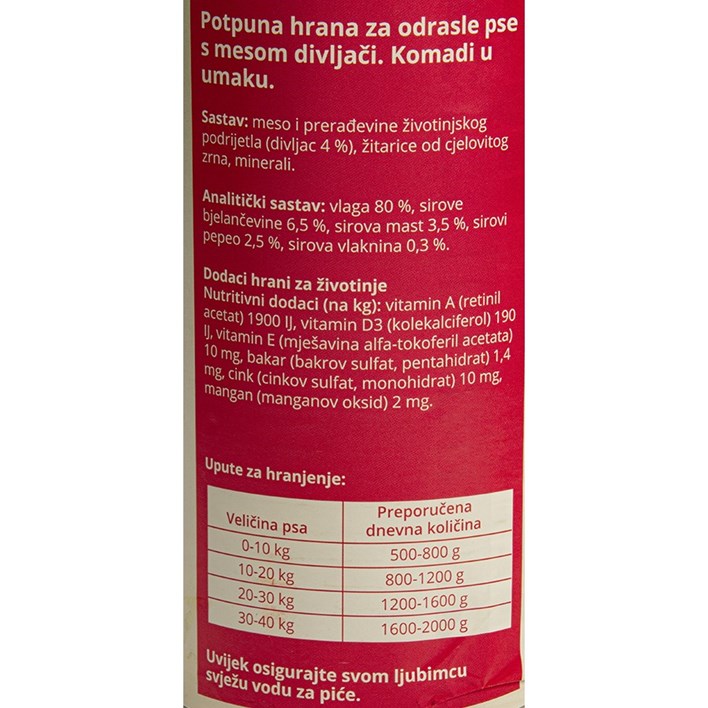 Potpuna hrana za odrasle pse
s mesom divljači. Komadi u
umaku.
Sastav: meso i prerađevine životinjskog
podrijetla (divljac 4 %), žitarice od cjelovitog
zrna, minerali.
Analitički sastav: vlaga 80 %, sirove
bjelančevine 6,5 %, sirova mast 3,5 %, sirovi
pepeo 2,5 %, sirova vlaknina 0,3 %.
Dodaci hrani za životinje
Nutritivni dodaci (na kg): vitamin A (retinil
acetat) 1900 IJ, vitamin D3 (kolekalciferol) 190
IJ, vitamin E (mješavina alfa-tokoferil acetata)
10 mg, bakar (bakrov sulfat, pentahidrat) 1,4
mg, cink (cinkov sulfat, monohidrat) 10 mg,
mangan (manganov oksid) 2 mg.
Upute za hranjenje:
Veličina psa Preporučena
dnevna količina
0-10 kg 500-800 g
10-20 kg 800-1200 g
20-30 kg 1200-1600 g
30-40 kg 1600-2000 g
Uvijek osigurajte svom ljubimcu
svježu vodu za piće.